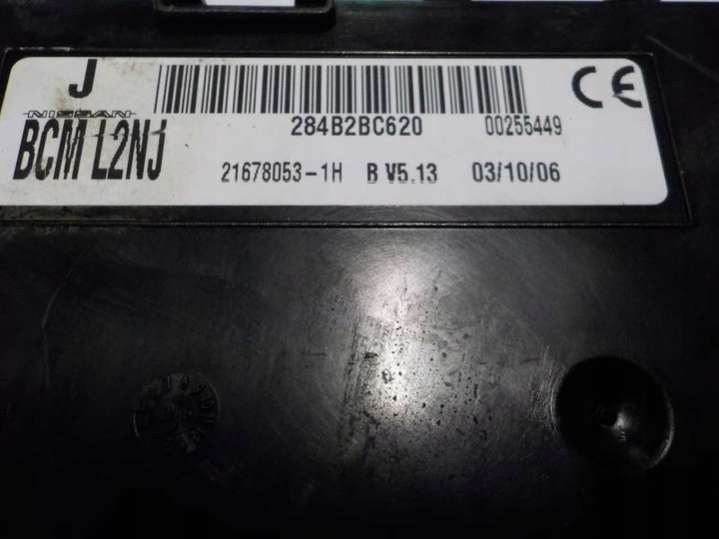 J
NISSAN
BCM L2NJ
284B2BC620 00255449
21678053-1H B V5.13 03/10/06
CE